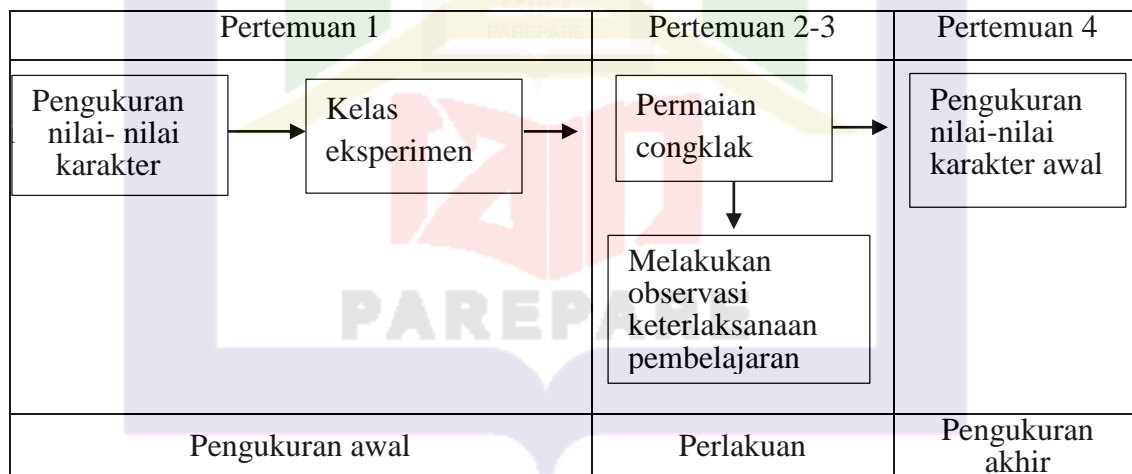 Pertemuan 1
Pertemuan 2-3
Pertemuan 4
PAREPARE
Pengukuran
nilai- nilai
karakter
Kelas
eksperimen
Permaian
congklak
Pengukuran
nilai-nilai
karakter awal
Melakukan
observasi
keterlaksanaan
pembelajaran
PAREPARE
Pengukuran awal
Perlakuan
Pengukuran
akhir